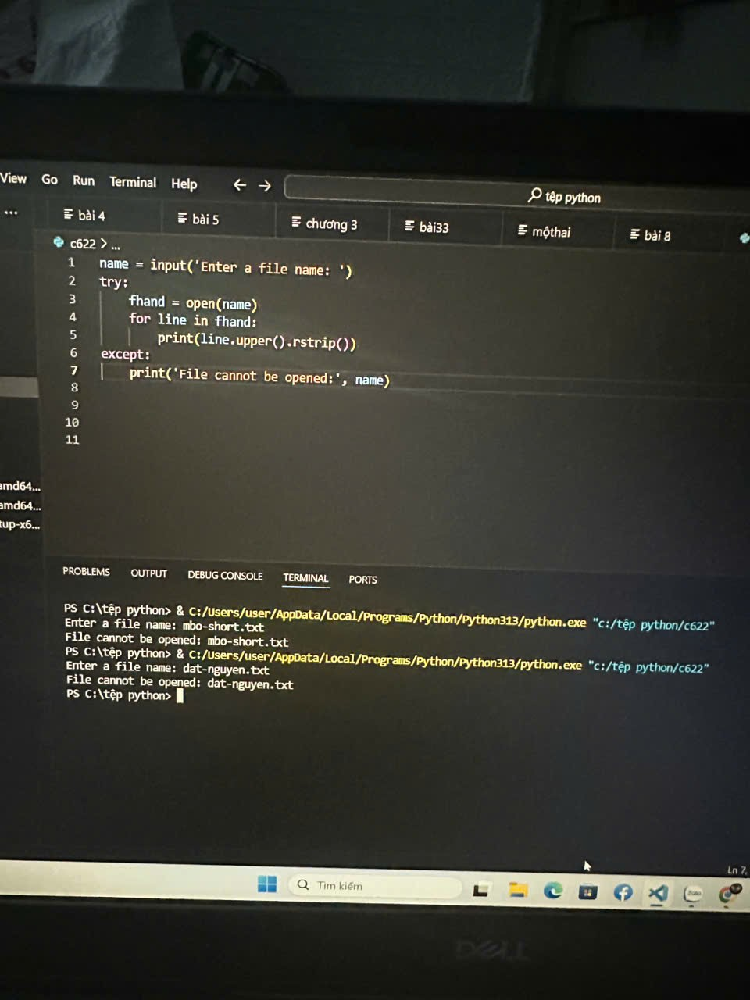 View Go Run Terminal Help
tệp python
bài 4 bài 5 chương 3 bài33 mộthai bài 8
c622 > ...
1 name = input('Enter a file name: ')
2 try:
3 fhand = open(name)
4 for line in fhand:
5 print(line.upper().rstrip())
6 except:
7 print('File cannot be opened:', name)
8
9
10
11
amd64...
amd64...
tup-x6...
PROBLEMS OUTPUT DEBUG CONSOLE TERMINAL PORTS
PS C:\tệp python> & C:/Users/user/AppData/Local/Programs/Python/Python313/python.exe "c:/tệp python/c622"
Enter a file name: mbo-short.txt
File cannot be opened: mbo-short.txt
PS C:\tệp python> & C:/Users/user/AppData/Local/Programs/Python/Python313/python.exe "c:/tệp python/c622"
Enter a file name: dat-nguyen.txt
File cannot be opened: dat-nguyen.txt
PS C:\tệp python>
Ln 7,
Tìm kiếm
Zalo
DELL